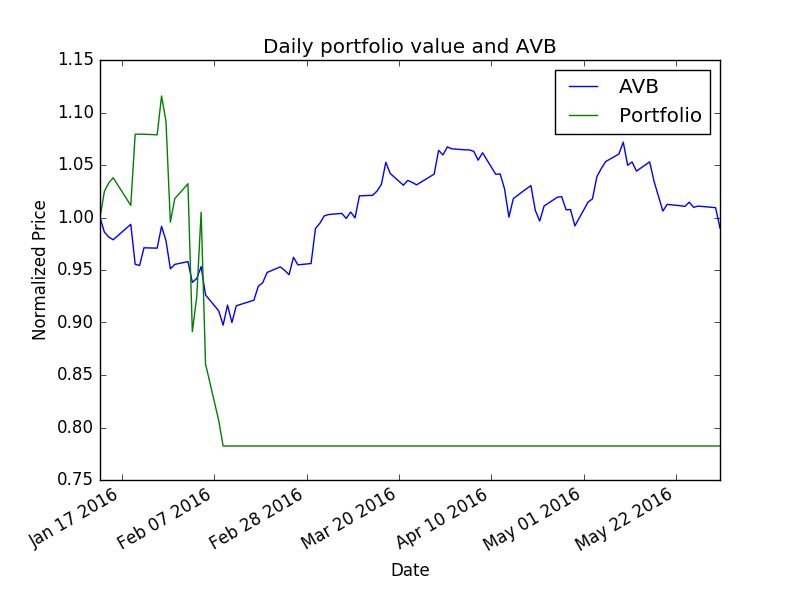 Daily portfolio value and AVB
AVB
Portfolio
1.15
1.10
1.05
1.00
0.95
0.90
0.85
0.80
0.75
Normalized Price
Jan 17 2016
Feb 07 2016
Feb 28 2016
Mar 20 2016
Apr 10 2016
May 01 2016
May 22 2016
Date